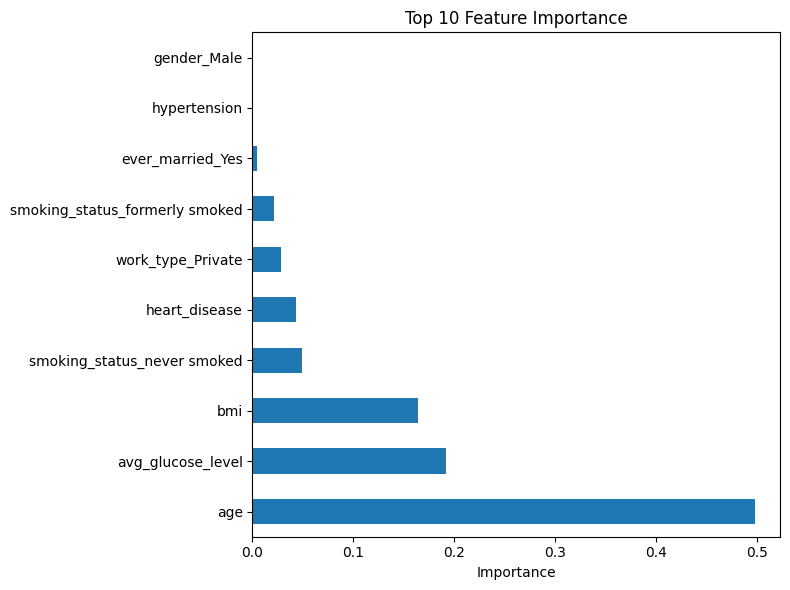 Top 10 Feature Importance
gender_Male
hypertension
ever_married_Yes
smoking_status_formerly smoked
work_type_Private
heart_disease
smoking_status_never smoked
bmi
avg_glucose_level
age
0.0 0.1 0.2 0.3 0.4 0.5
Importance